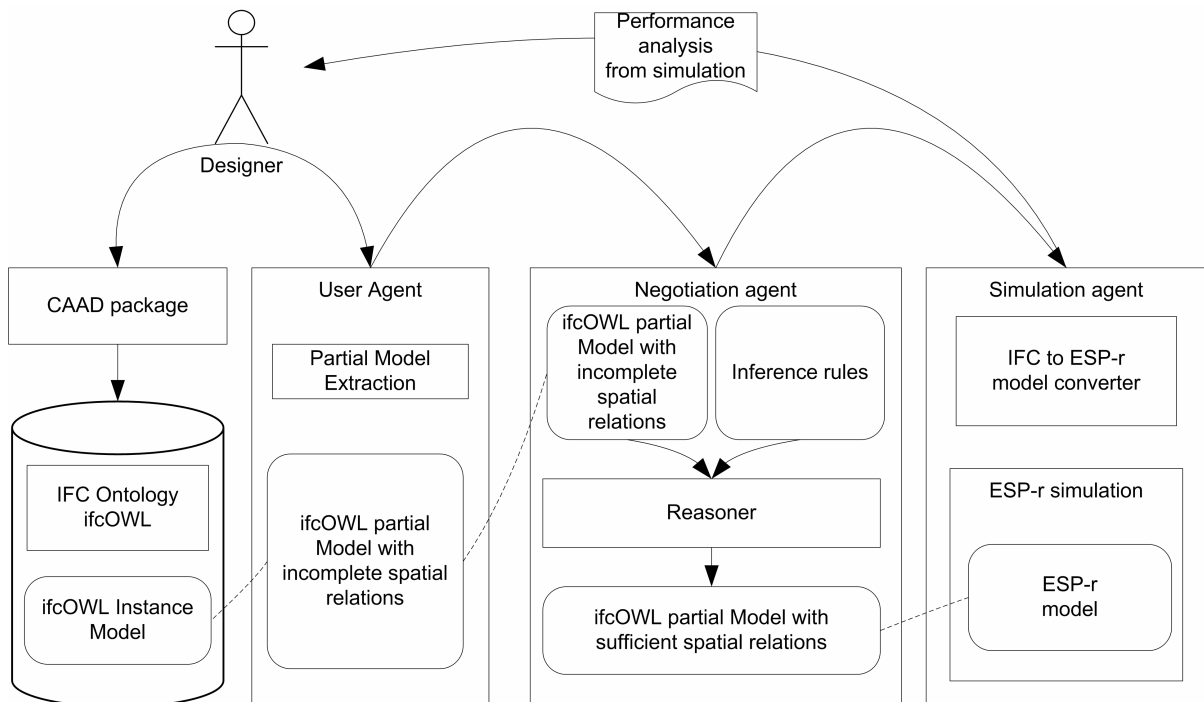 Performance
analysis
from simulation
Designer
CAAD package
IFC Ontology
ifcOWL
ifcOWL Instance
Model
User Agent
Partial Model
Extraction
ifcOWL partial
Model with
incomplete spatial
relations
Negotiation agent
ifcOWL partial
Model with
incomplete
spatial
relations
Inference rules
Reasoner
ifcOWL partial Model with
sufficient spatial relations
Simulation agent
IFC to ESP-r
model converter
ESP-r simulation
ESP-r
model